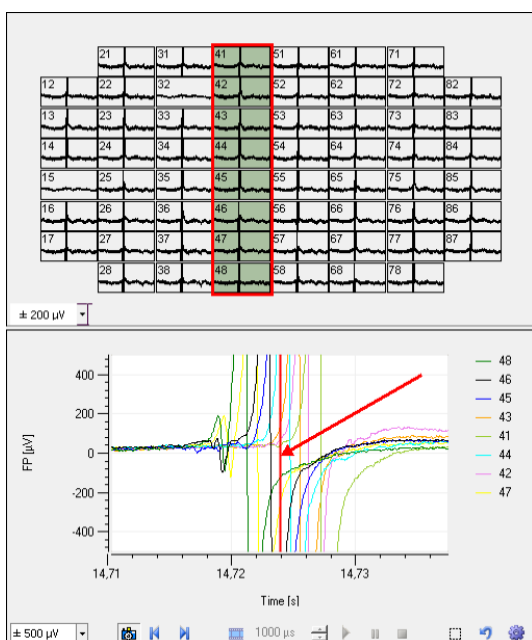 21 31 41 51 61 71
12 22 32 42 52 62 72 82
13 23 33 43 53 63 73 83
14 24 34 44 54 64 74 84
15 25 35 45 55 65 75 85
16 26 36 46 56 66 76 86
17 27 37 47 57 67 77 87
28 38 48 58 68 78
± 200 µV
400
200
0
-200
-400
FP [µV]
48
46
45
43
41
44
42
47
14,71 14,72 14,73
Time [s]
± 500 µV 1000 µs